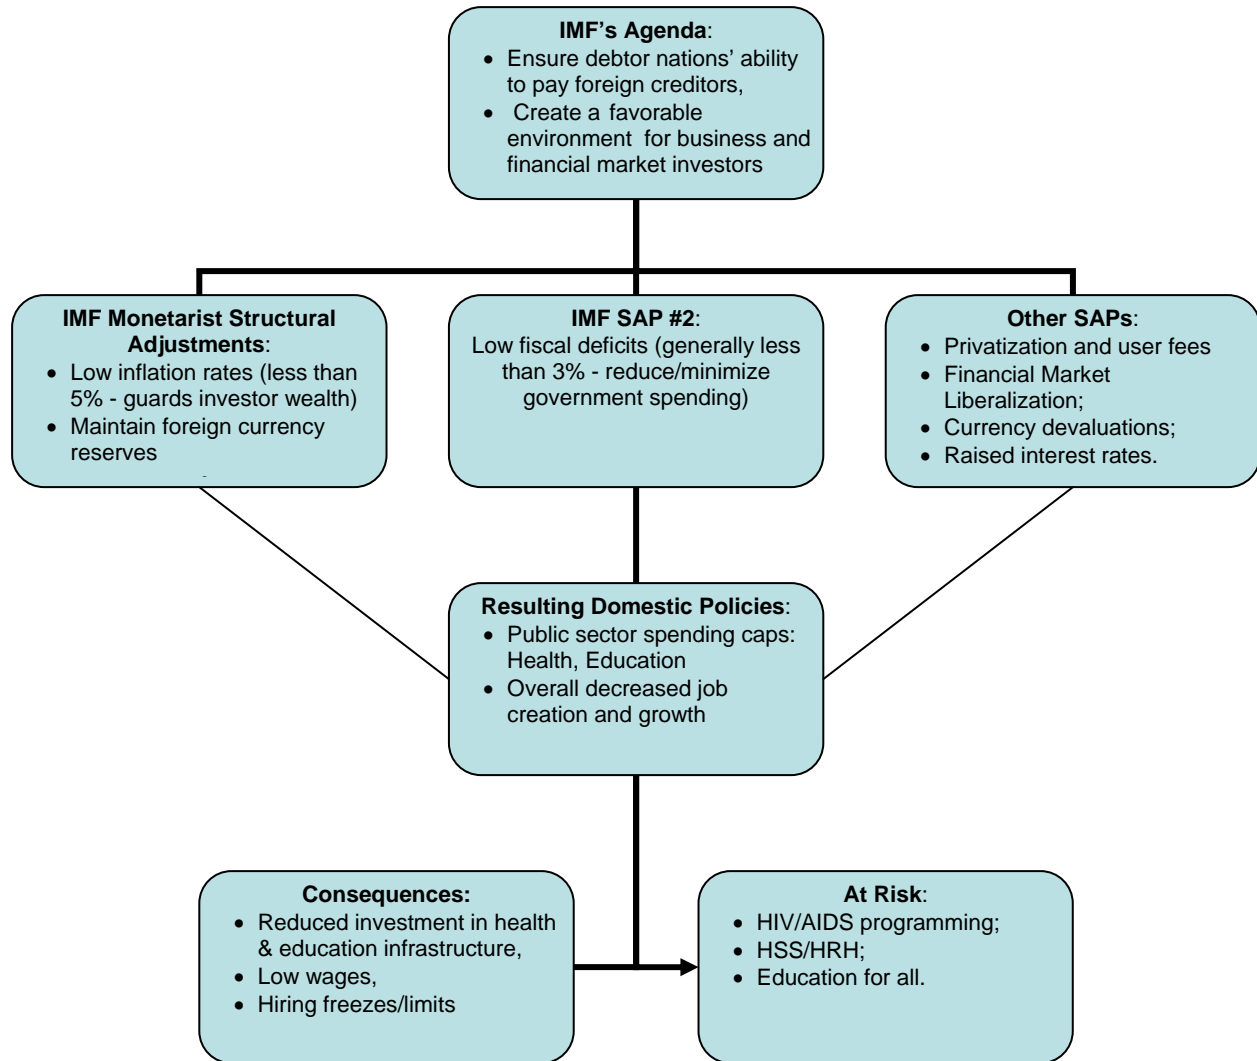 IMF's Agenda:
• Ensure debtor nations' ability
to pay foreign creditors,
• Create a favorable
environment for business and
financial market investors
IMF Monetarist Structural
Adjustments:
• Low inflation rates (less than
5% - guards investor wealth)
• Maintain foreign currency
reserves
IMF SAP #2:
Low fiscal deficits (generally less
than 3% - reduce/minimize
government spending)
Other SAPs:
• Privatization and user fees
• Financial Market
Liberalization;
• Currency devaluations;
• Raised interest rates.
Resulting Domestic Policies:
• Public sector spending caps:
Health, Education
• Overall decreased job
creation and growth
Consequences:
• Reduced investment in health
& education infrastructure,
• Low wages,
• Hiring freezes/limits
At Risk:
• HIV/AIDS programming;
• HSS/HRH;
• Education for all.